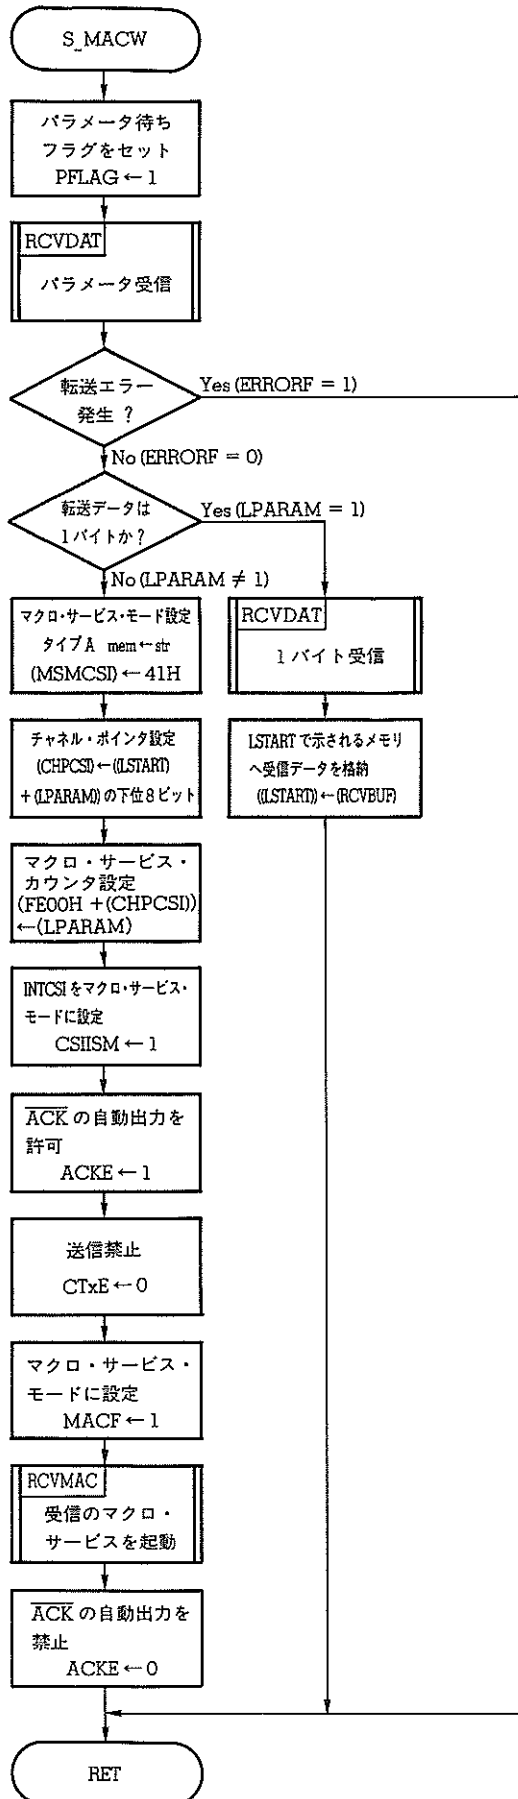 S_MACW
パラメータ待ち
フラグをセット
PFLAG ← 1
RCVDAT
パラメータ受信
転送エラー
発生 ?
Yes (ERRORF = 1)
No (ERRORF = 0)
転送データは
1バイトか?
Yes (LPARAM = 1)
No (LPARAM ≠ 1)
マクロ・サービス・モード設定
タイプA mem←str
(MSMCSI) ← 41H
RCVDAT
1バイト受信
チャネル・ポインタ設定
(CHPCSI) ← ((LSTART)
+ (LPARAM)) の下位8ビット
LSTARTで示されるメモリ
へ受信データを格納
((LSTART)) ← (RCVBUF)
マクロ・サービス・
カウンタ設定
(FE00H + (CHPCSI))
← (LPARAM)
INTCSIをマクロ・サービス・
モードに設定
CSIISM ← 1
A̅C̅K̅ の自動出力を
許可
ACKE ← 1
送信禁止
CTxE ← 0
マクロ・サービス・
モードに設定
MACF ← 1
RCVMAC
受信のマクロ・
サービスを起動
A̅C̅K̅ の自動出力を
禁止
ACKE ← 0
RET